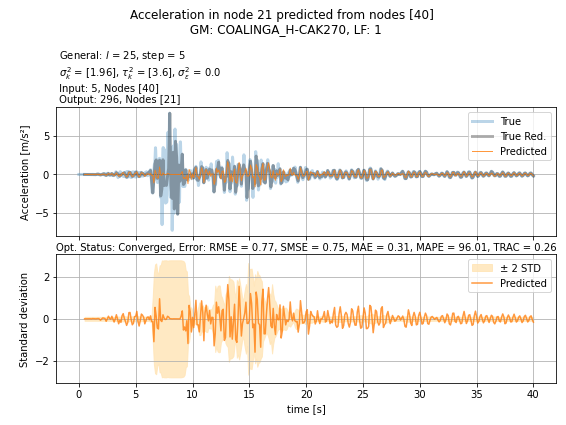 Acceleration in node 21 predicted from nodes [40]
GM: COALINGA_H-CAK270, LF: 1
General: l = 25, step = 5
σ²ₖ = [1.96], τ²ₖ = [3.6], σ²ε = 0.0
Input: 5, Nodes [40]
Output: 296, Nodes [21]
Acceleration [m/s²]
5
0
−5
True
True Red.
Predicted
Opt. Status: Converged, Error: RMSE = 0.77, SMSE = 0.75, MAE = 0.31, MAPE = 96.01, TRAC = 0.26
Standard deviation
2
0
−2
± 2 STD
Predicted
0 5 10 15 20 25 30 35 40
time [s]